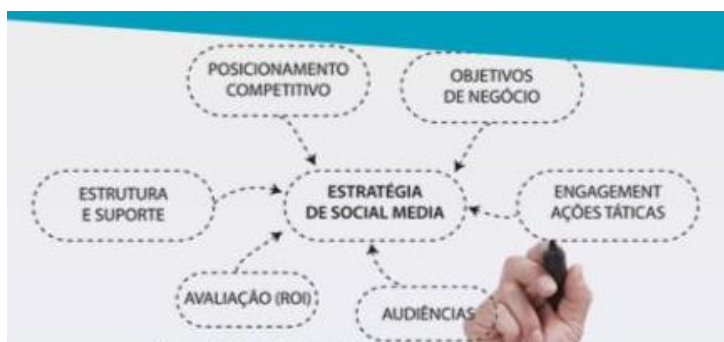 POSICIONAMENTO
COMPETITIVO
OBJETIVOS
DE NEGÓCIO
ESTRUTURA
E SUPORTE
ESTRATÉGIA
DE SOCIAL MEDIA
ENGAGEMENT
AÇÕES TÁTICAS
AVALIAÇÃO (ROI)
AUDIÊNCIAS